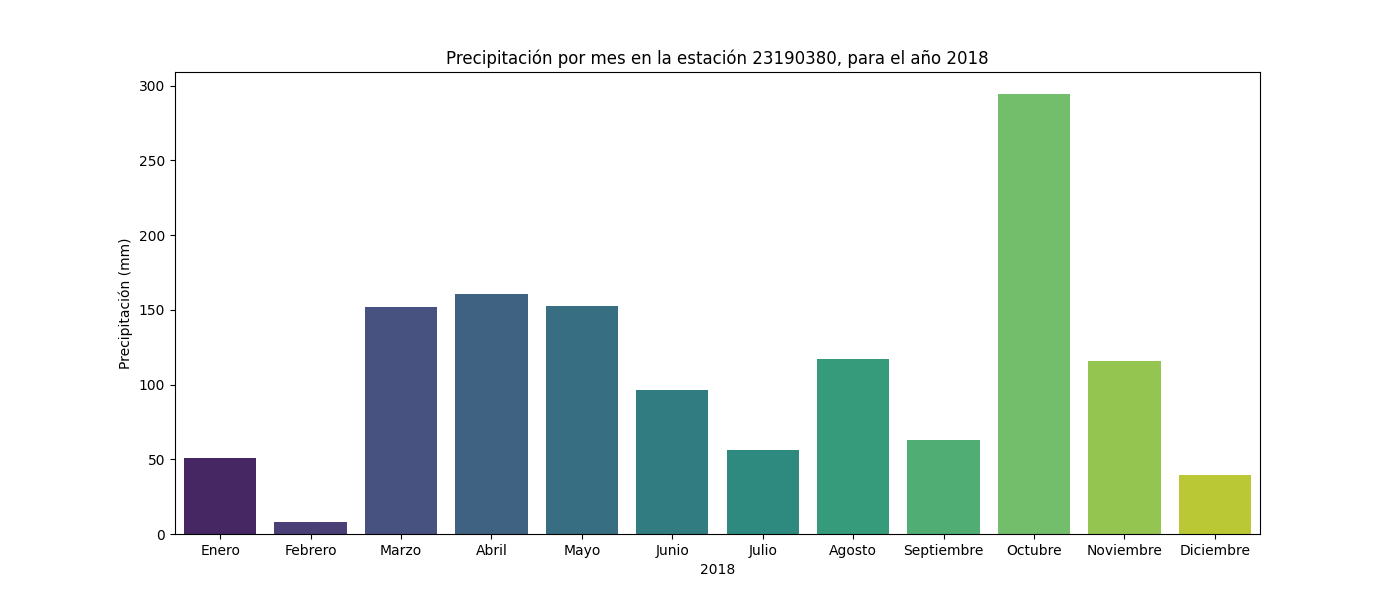 Precipitación por mes en la estación 23190380, para el año 2018
300
250
200
150
100
50
0
Precipitación (mm)
Enero Febrero Marzo Abril Mayo Junio Julio Agosto Septiembre Octubre Noviembre Diciembre
2018